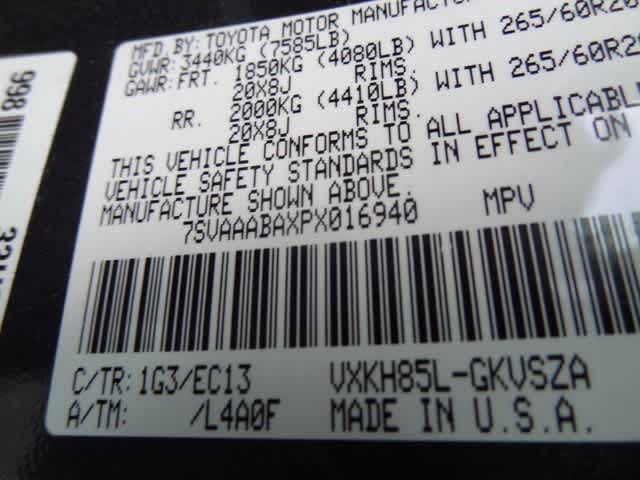 MFD. BY: TOYOTA MOTOR MANUFACTUR
GVWR: 3440KG (7585LB)
GAWR: FRT. 1850KG (4080LB) WITH 265/60R20
20X8J RIMS.
RR. 2000KG (4410LB) WITH 265/60R20
20X8J RIMS.
THIS VEHICLE CONFORMS TO ALL APPLICABLE
VEHICLE SAFETY STANDARDS IN EFFECT ON
MANUFACTURE SHOWN ABOVE.
7SVAAABAXPX016940 MPV
C/TR: 1G3/EC13 VXKH85L-GKVSZA
A/TM: /L4A0F MADE IN U.S.A.
998